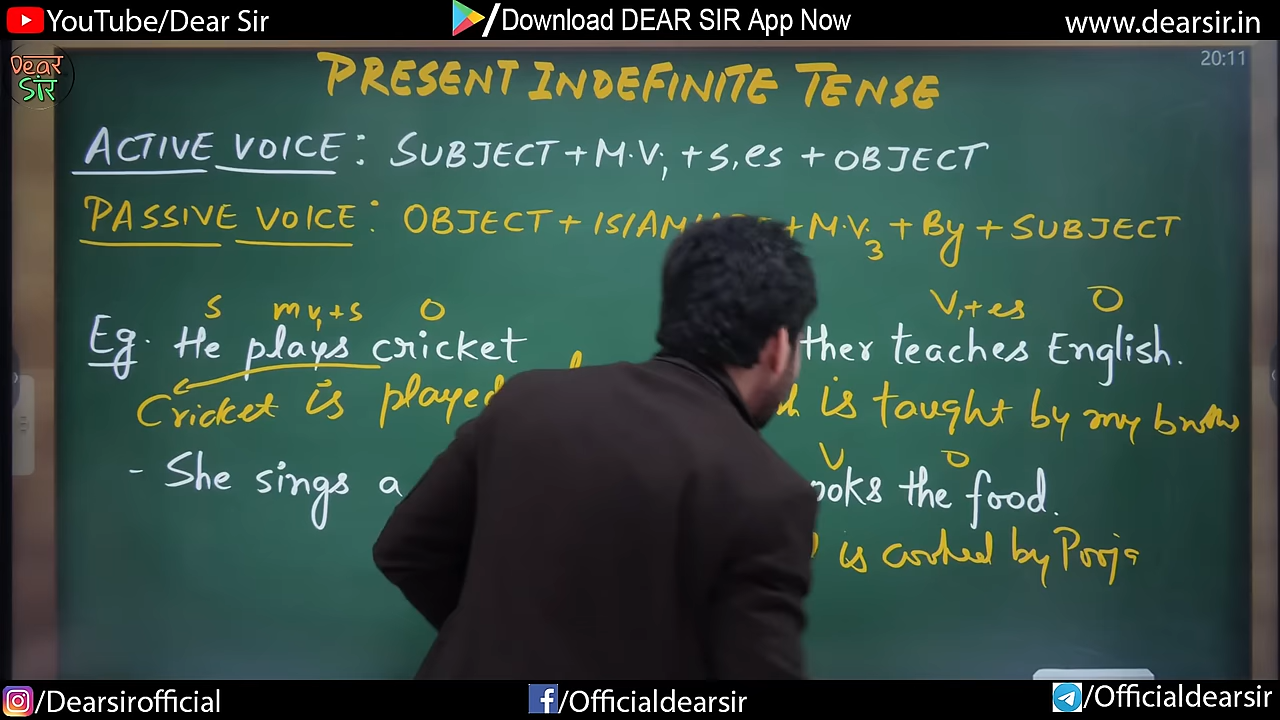 YouTube/Dear Sir
/Download DEAR SIR App Now
www.dearsir.in
Dear
Sir
20:11
PRESENT INDEFINITE TENSE
ACTIVE VOICE: SUBJECT + M.V1 + S, es + OBJECT
PASSIVE VOICE: OBJECT + IS/AM + M.V.3 + By + SUBJECT
S M V1+S O V1+es O
Eg. He plays cricket ther teaches English.
Cricket is played is taught by my brother
V O
- She sings a ooks the food.
is cooked by Pooja
/Dearsirofficial
/Officialdearsir
/Officialdearsir